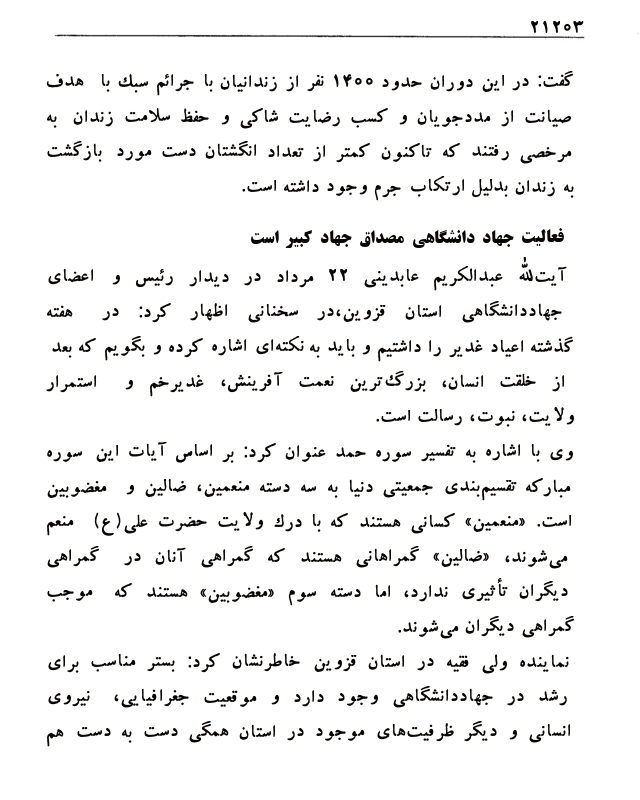 ۲۱۲۰۳
گفت: در این دوران حدود ۱۴۰۰ نفر از زندانیان با جرائم سبك با هدف
صیانت از مددجویان و کسب رضایت شاکی و حفظ سلامت زندان به
مرخصی رفتند که تاکنون کمتر از تعداد انگشتان دست مورد بازگشت
به زندان بدلیل ارتکاب جرم وجود داشته است.
فعالیت جهاد دانشگاهی مصداق جهاد کبیر است
آیت‌الله عبدالکریم عابدینی ۲۲ مرداد در دیدار رئیس و اعضای
جهاددانشگاهی استان قزوین،در سخنانی اظهار کرد: در هفته
گذشته اعیاد غدیر را داشتیم و باید به نکته‌ای اشاره کرده و بگویم که بعد
از خلقت انسان، بزرگ‌ترین نعمت آفرینش، غدیرخم و استمرار
ولایت، نبوت، رسالت است.
وی با اشاره به تفسیر سوره حمد عنوان کرد: بر اساس آیات این سوره
مبارکه تقسیم‌بندی جمعیتی دنیا به سه دسته منعمین، ضالین و مغضوبین
است. «منعمین» کسانی هستند که با درك ولایت حضرت علی(ع) منعم
می‌شوند، «ضالین» گمراهانی هستند که گمراهی آنان در گمراهی
دیگران تأثیری ندارد، اما دسته سوم «مغضوبین» هستند که موجب
گمراهی دیگران می‌شوند.
نماینده ولی فقیه در استان قزوین خاطرنشان کرد: بستر مناسب برای
رشد در جهاددانشگاهی وجود دارد و موقعیت جغرافیایی، نیروی
انسانی و دیگر ظرفیت‌های موجود در استان همگی دست به دست هم